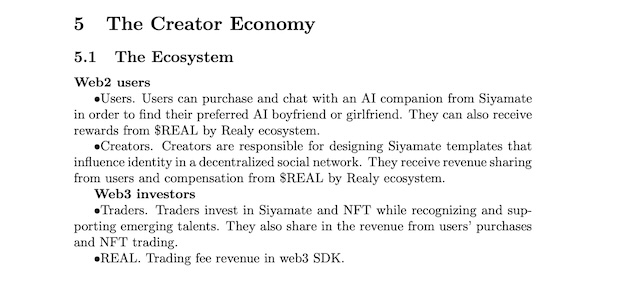 5 The Creator Economy
5.1 The Ecosystem
Web2 users
●Users. Users can purchase and chat with an AI companion from Siyamate
in order to find their preferred AI boyfriend or girlfriend. They can also receive
rewards from $REAL by Realy ecosystem.
●Creators. Creators are responsible for designing Siyamate templates that
influence identity in a decentralized social network. They receive revenue sharing
from users and compensation from $REAL by Realy ecosystem.
Web3 investors
●Traders. Traders invest in Siyamate and NFT while recognizing and sup-
porting emerging talents. They also share in the revenue from users' purchases
and NFT trading.
●REAL. Trading fee revenue in web3 SDK.